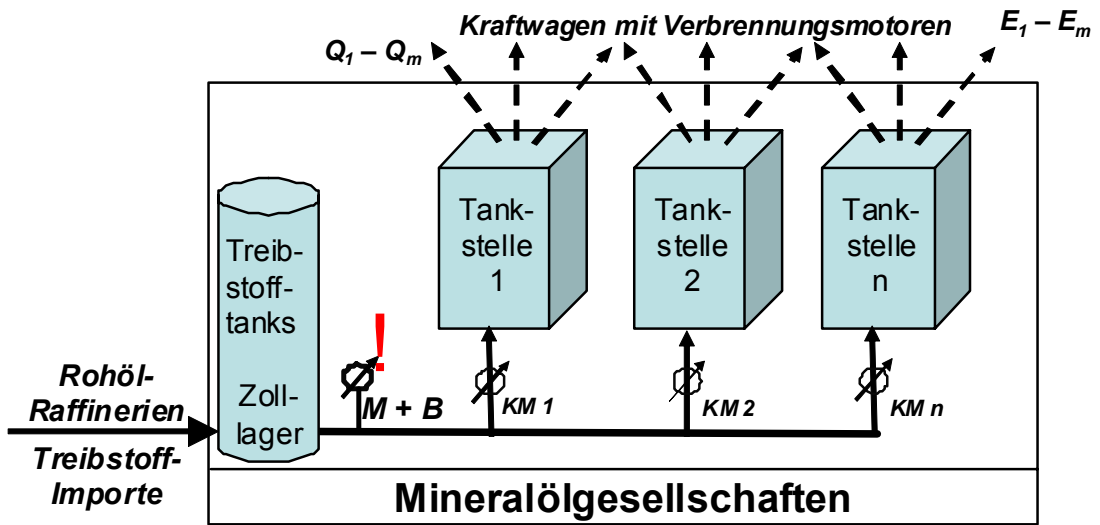 Kraftwagen mit Verbrennungsmotoren
Q1 – Qm
E1 – Em
Tank-
stelle
1
Tank-
stelle
2
Tank-
stelle
n
Treib-
stoff-
tanks
Zoll-
lager
!
M + B
KM 1
KM 2
KM n
Rohöl-
Raffinerien
Treibstoff-
Importe
Mineralölgesellschaften